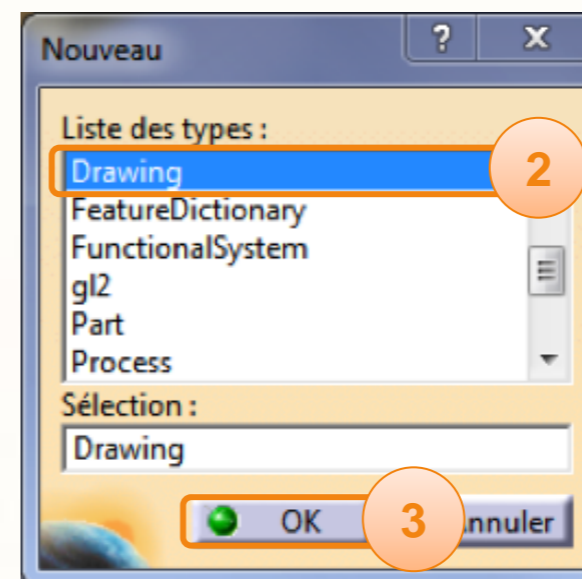 Nouveau
?
x
Liste des types :
Drawing
2
FeatureDictionary
FunctionalSystem
gl2
Part
Process
Sélection :
Drawing
OK
3
nnuler